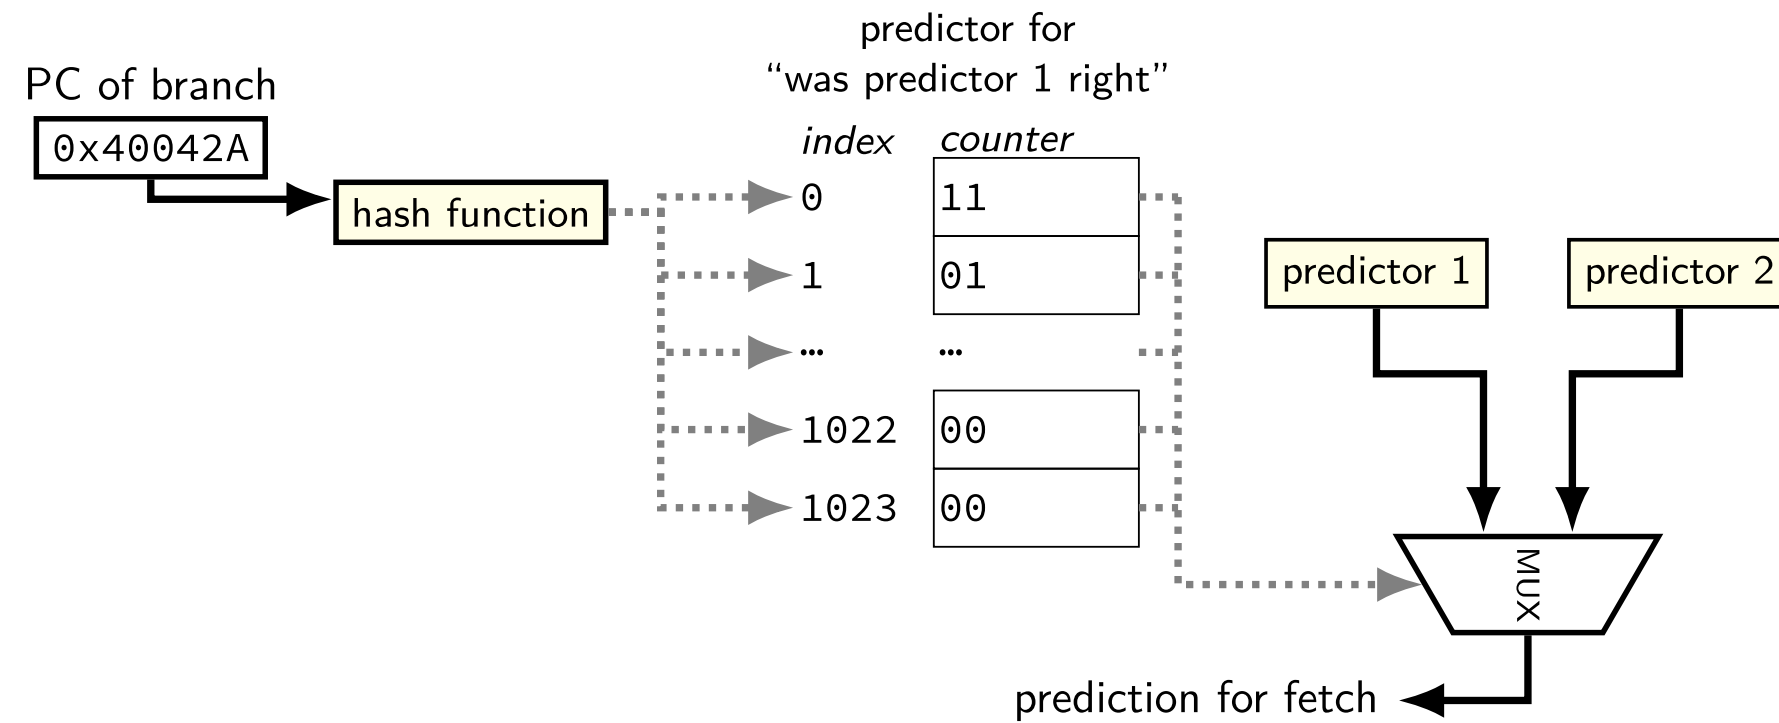 predictor for
“was predictor 1 right”
PC of branch
0x40042A
hash function
index counter
0 11
1 01
… …
1022 00
1023 00
predictor 1
predictor 2
MUX
prediction for fetch